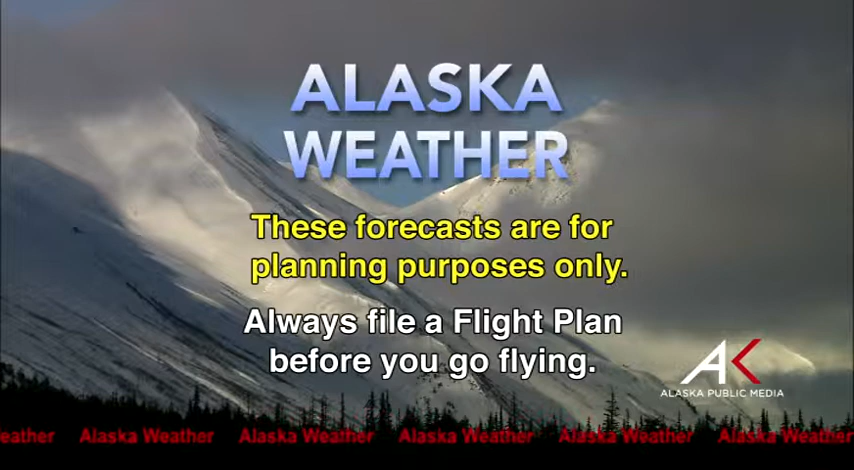 ALASKA
WEATHER
These forecasts are for
planning purposes only.
Always file a Flight Plan
before you go flying.
AK
ALASKA PUBLIC MEDIA
eather Alaska Weather Alaska Weather Alaska Weather Alaska Weather Alaska Weather